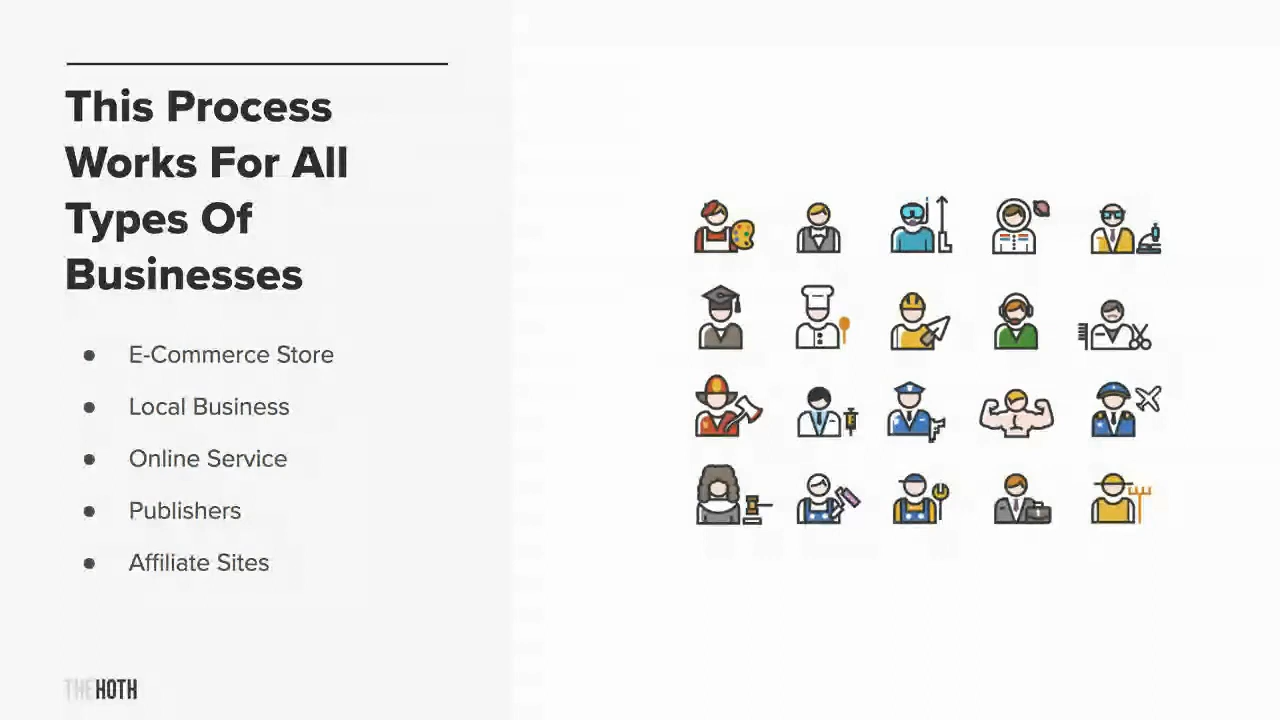 This Process
Works For All
Types Of
Businesses
● E-Commerce Store
● Local Business
● Online Service
● Publishers
● Affiliate Sites
THEHOTH